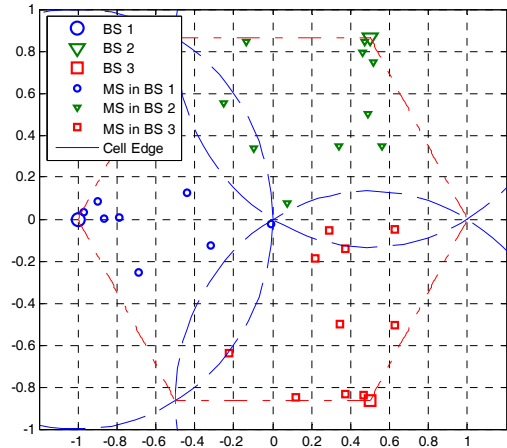 1
0.8
0.6
0.4
0.2
0
-0.2
-0.4
-0.6
-0.8
-1
BS 1
BS 2
BS 3
MS in BS 1
MS in BS 2
MS in BS 3
Cell Edge
-1 -0.8 -0.6 -0.4 -0.2 0 0.2 0.4 0.6 0.8 1